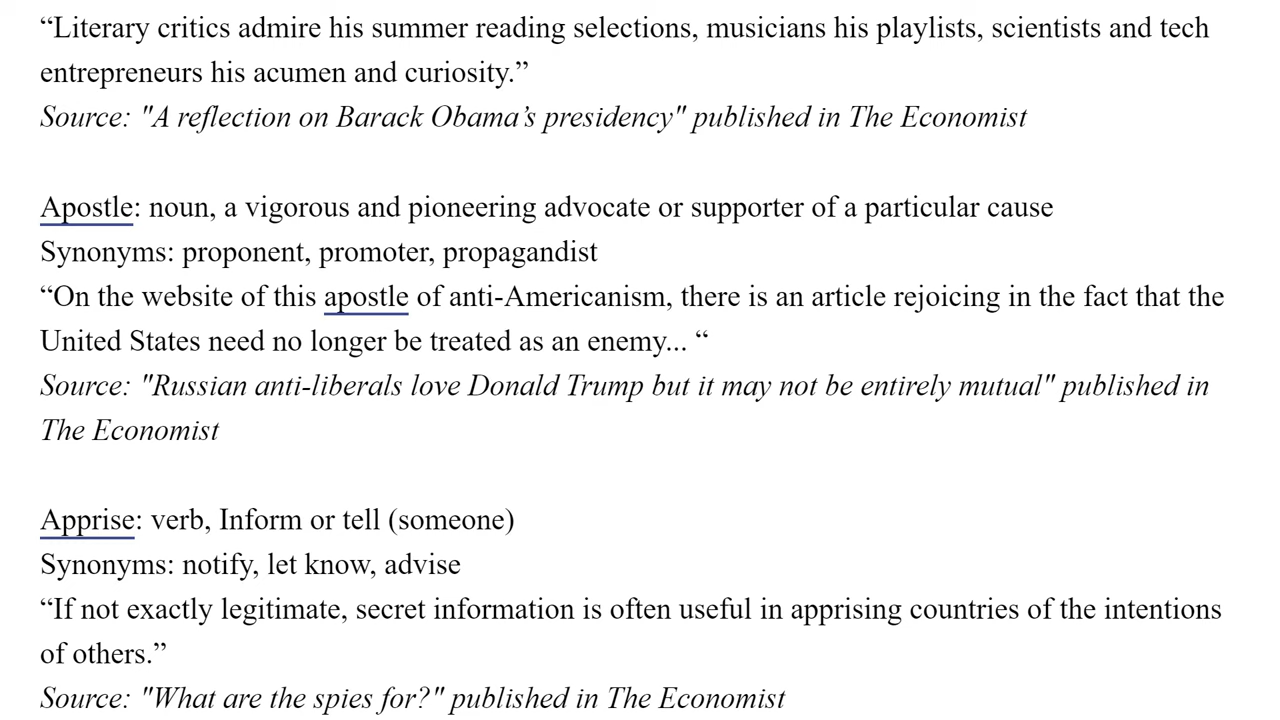 “Literary critics admire his summer reading selections, musicians his playlists, scientists and tech
entrepreneurs his acumen and curiosity.”
Source: "A reflection on Barack Obama’s presidency" published in The Economist
Apostle: noun, a vigorous and pioneering advocate or supporter of a particular cause
Synonyms: proponent, promoter, propagandist
“On the website of this apostle of anti-Americanism, there is an article rejoicing in the fact that the
United States need no longer be treated as an enemy... “
Source: "Russian anti-liberals love Donald Trump but it may not be entirely mutual" published in
The Economist
Apprise: verb, Inform or tell (someone)
Synonyms: notify, let know, advise
“If not exactly legitimate, secret information is often useful in apprising countries of the intentions
of others.”
Source: "What are the spies for?" published in The Economist